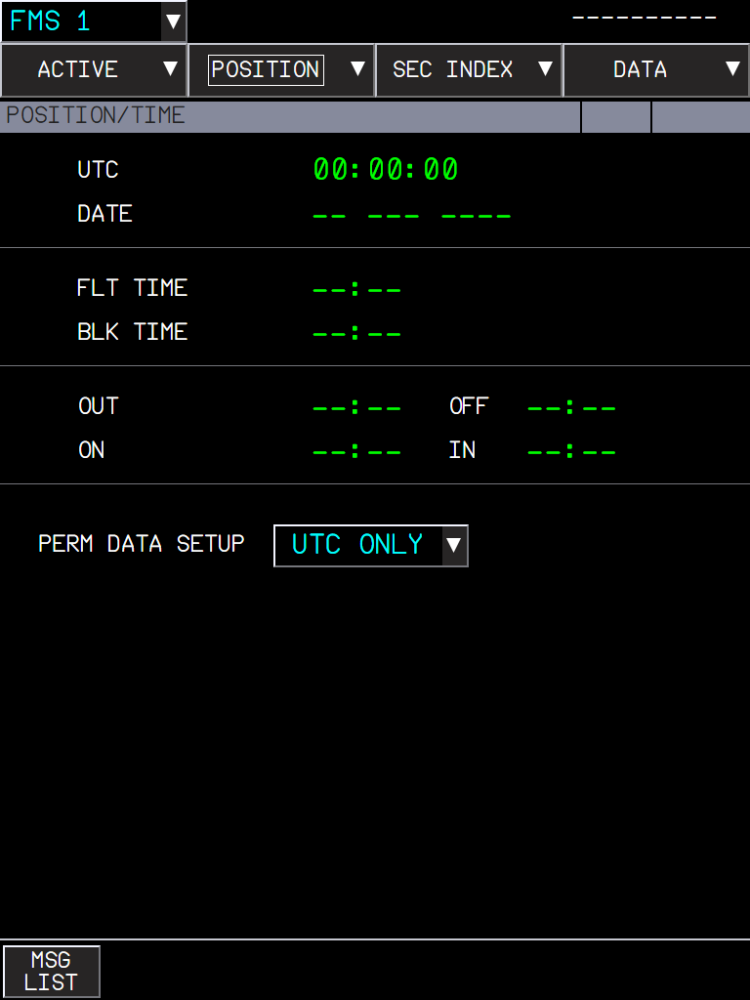 FMS 1 ▼ ----------
ACTIVE ▼ POSITION ▼ SEC INDEX ▼ DATA ▼
POSITION/TIME
UTC 00:00:00
DATE -- --- ----
FLT TIME --:--
BLK TIME --:--
OUT --:-- OFF --:--
ON --:-- IN --:--
PERM DATA SETUP UTC ONLY ▼
MSG
LIST